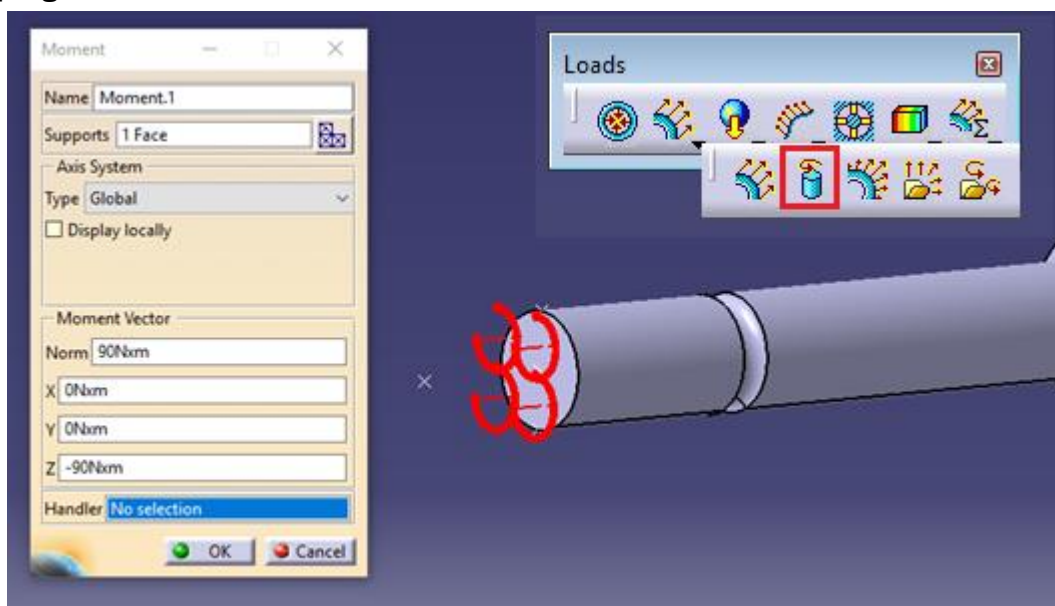 Moment
Name Moment.1
Supports 1 Face
Axis System
Type Global
Display locally
Moment Vector
Norm 90Nxm
X 0Nxm
Y 0Nxm
Z -90Nxm
Handler No selection
OK Cancel
Loads